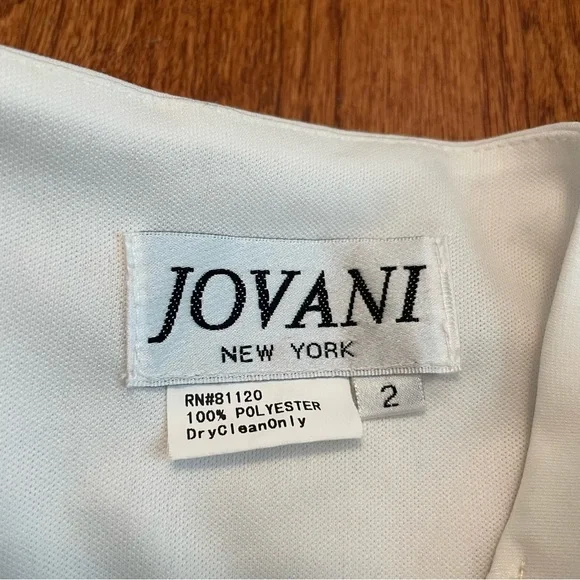 JOVANI
NEW YORK
RN#81120
100% POLYESTER
DryCleanOnly
2